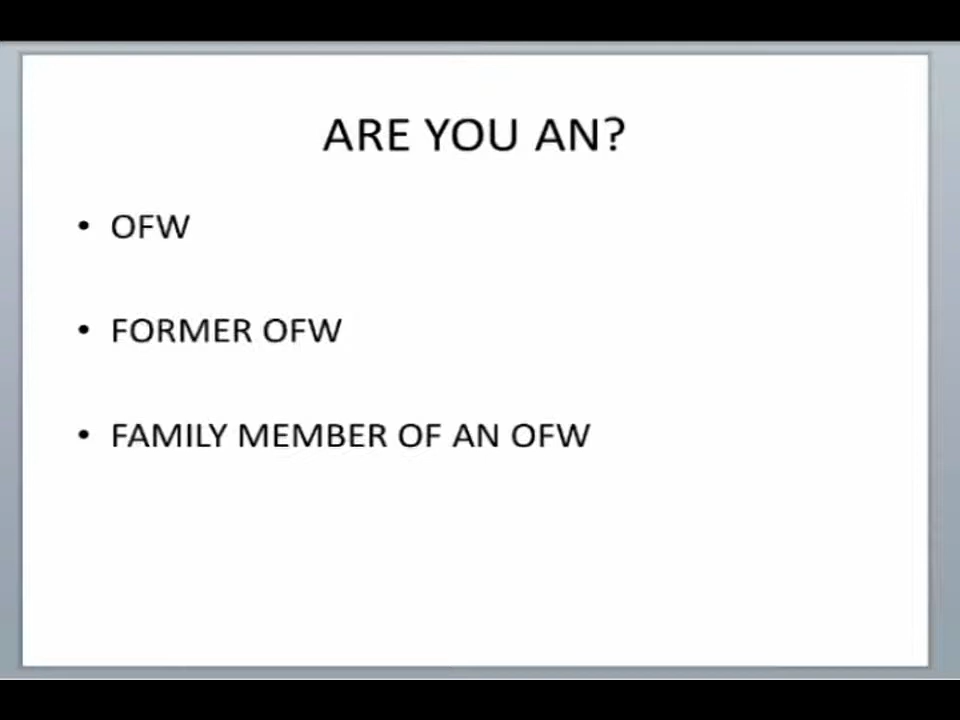 ARE YOU AN?
• OFW
• FORMER OFW
• FAMILY MEMBER OF AN OFW